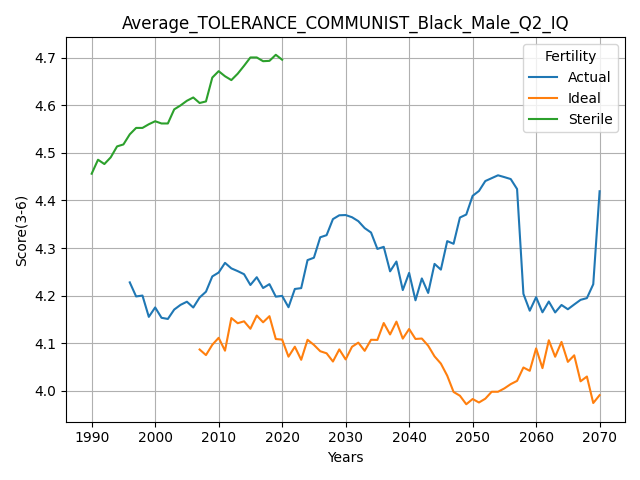 Average_TOLERANCE_COMMUNIST_Black_Male_Q2_IQ
Fertility
Actual
Ideal
Sterile
Score(3-6)
4.7
4.6
4.5
4.4
4.3
4.2
4.1
4.0
1990 2000 2010 2020 2030 2040 2050 2060 2070
Years